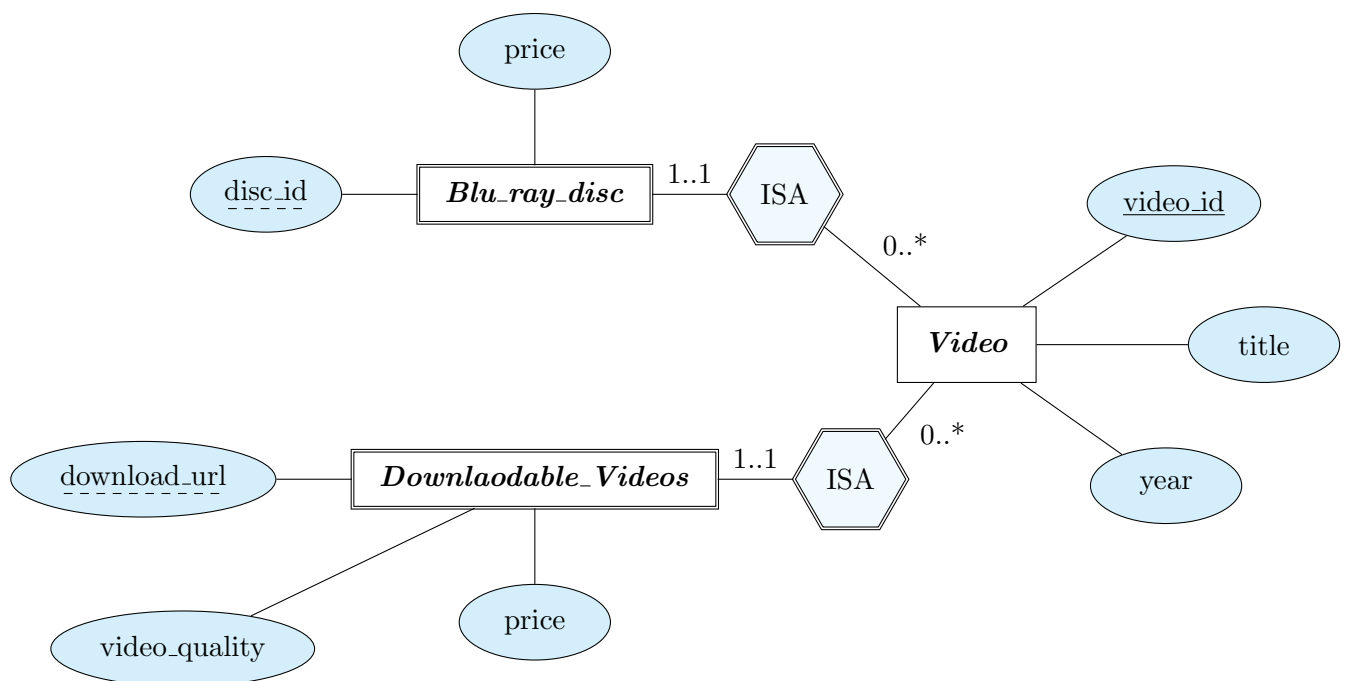 price
disc_id
Blu_ray_disc
1..1
ISA
0..*
video_id
title
Video
year
0..*
ISA
1..1
Downlaodable_Videos
download_url
video_quality
price